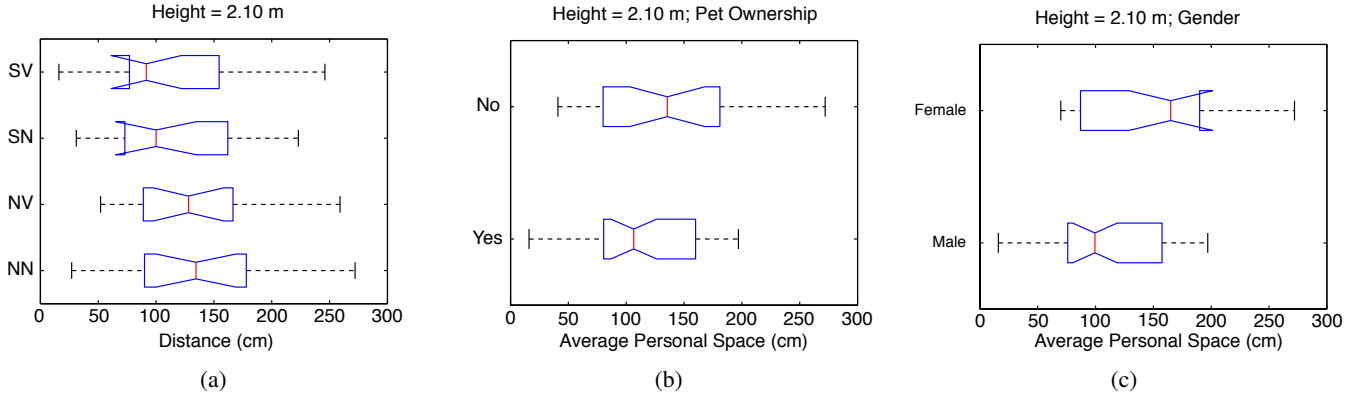 Height = 2.10 m
SV
SN
NV
NN
0 50 100 150 200 250 300
Distance (cm)
(a)
Height = 2.10 m; Pet Ownership
No
Yes
0 50 100 150 200 250 300
Average Personal Space (cm)
(b)
Height = 2.10 m; Gender
Female
Male
0 50 100 150 200 250 300
Average Personal Space (cm)
(c)